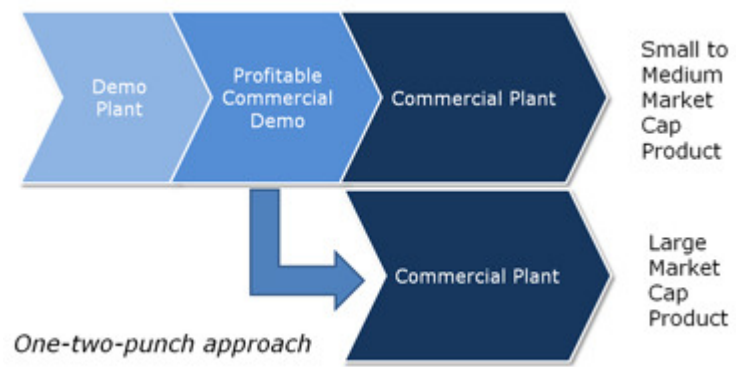 Demo
Plant
Profitable
Commercial
Demo
Commercial Plant
Small to
Medium
Market
Cap
Product
Commercial Plant
Large
Market
Cap
Product
One-two-punch approach